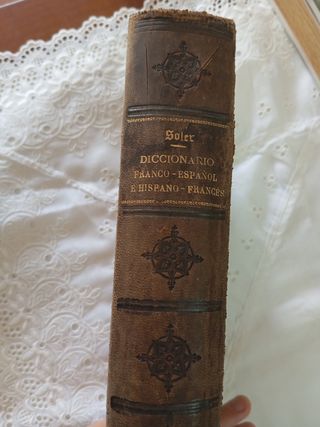 Soler
DICCIONARIO
FRANCO-ESPAÑOL
E HISPANO-FRANCÉS